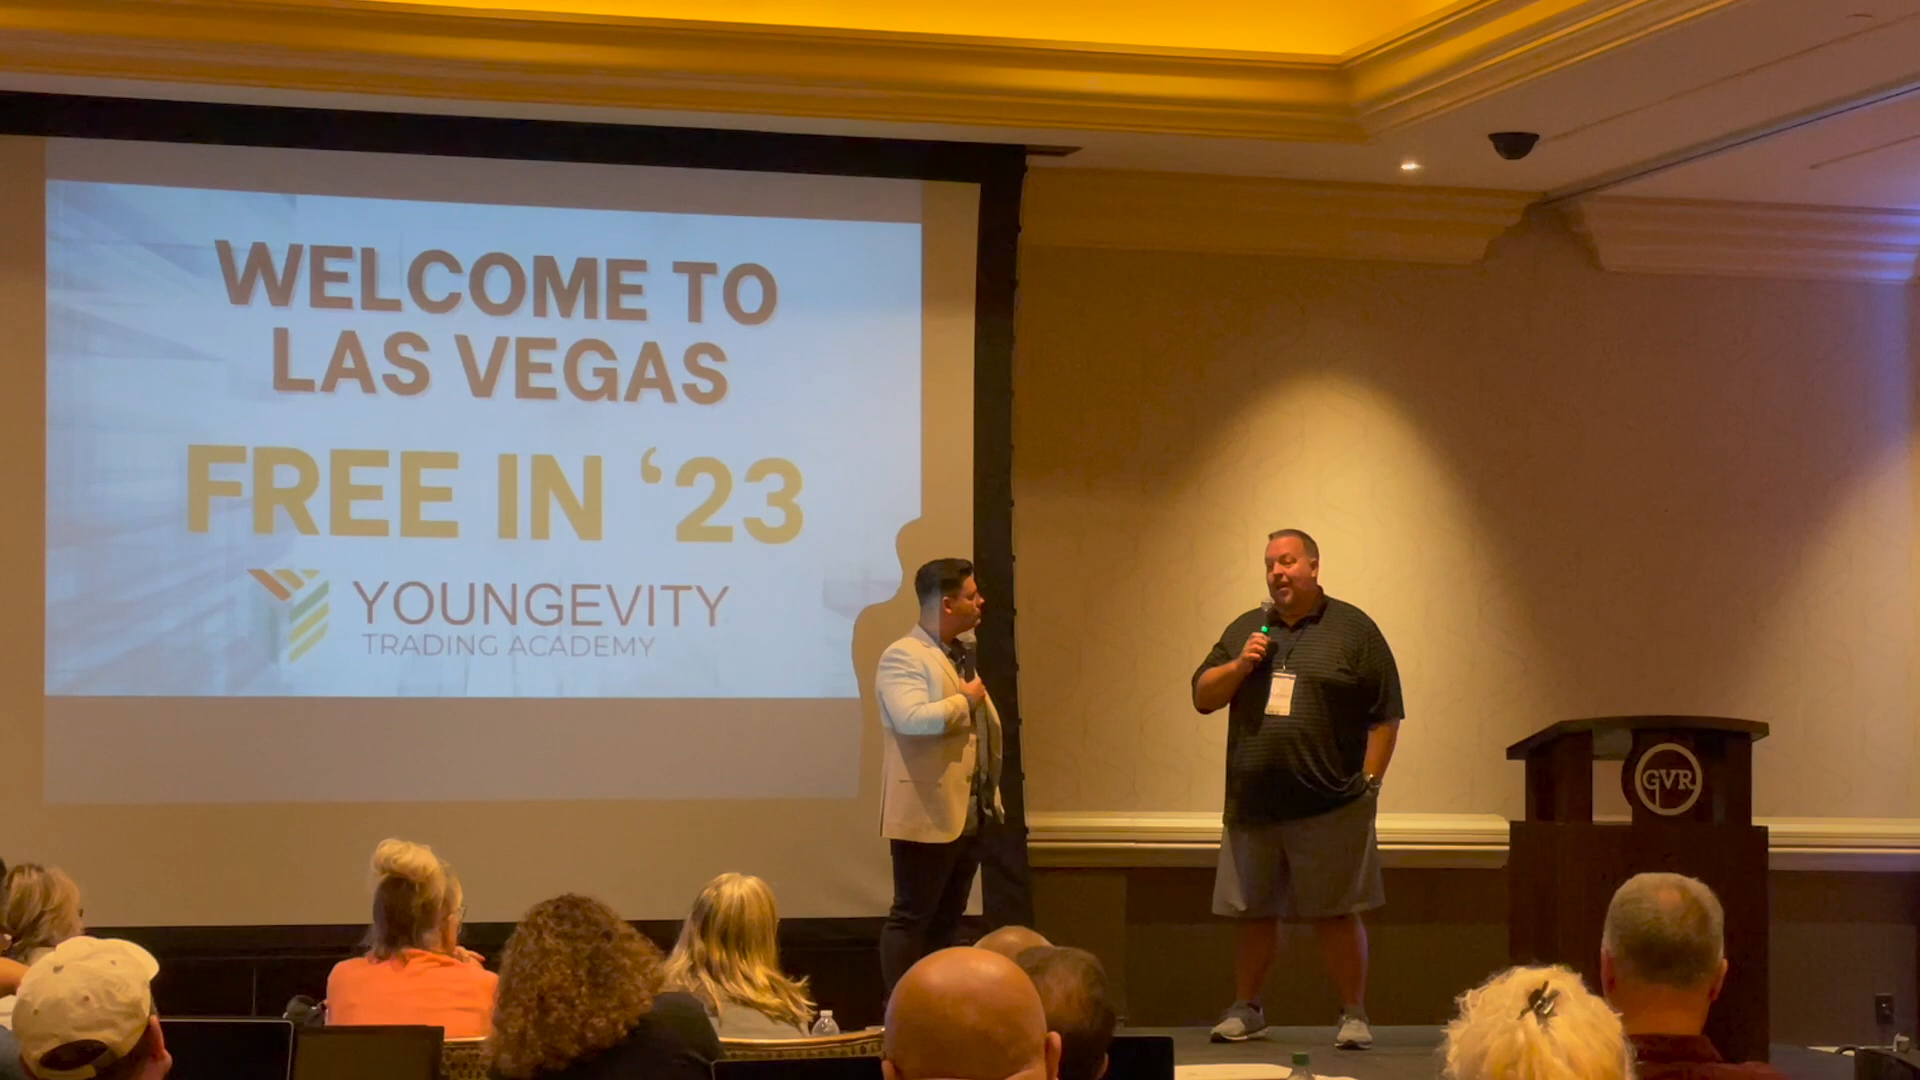 WELCOME TO
LAS VEGAS
FREE IN ‘23
YOUNGEVITY
TRADING ACADEMY
GVR